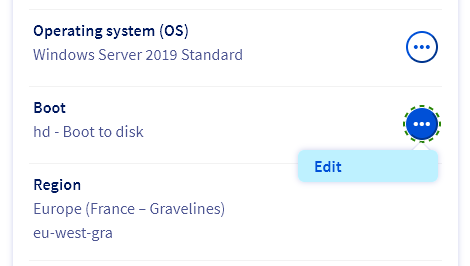 Operating system (OS)
Windows Server 2019 Standard
Boot
hd - Boot to disk
Edit
Region
Europe (France – Gravelines)
eu-west-gra